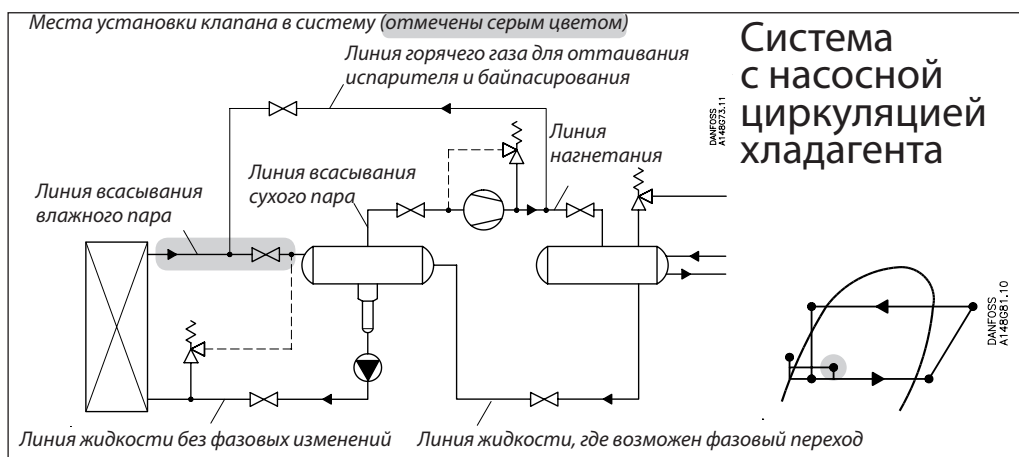 Места установки клапана в систему (отмечены серым цветом)
Линия горячего газа для оттаивания
испарителя и байпасирования
Система
с насосной
циркуляцией
хладагента
DANFOSS
A148G73.11
Линия
нагнетания
Линия всасывания
сухого пара
Линия всасывания
влажного пара
DANFOSS
A148G81.10
Линия жидкости без фазовых изменений
Линия жидкости, где возможен фазовый переход